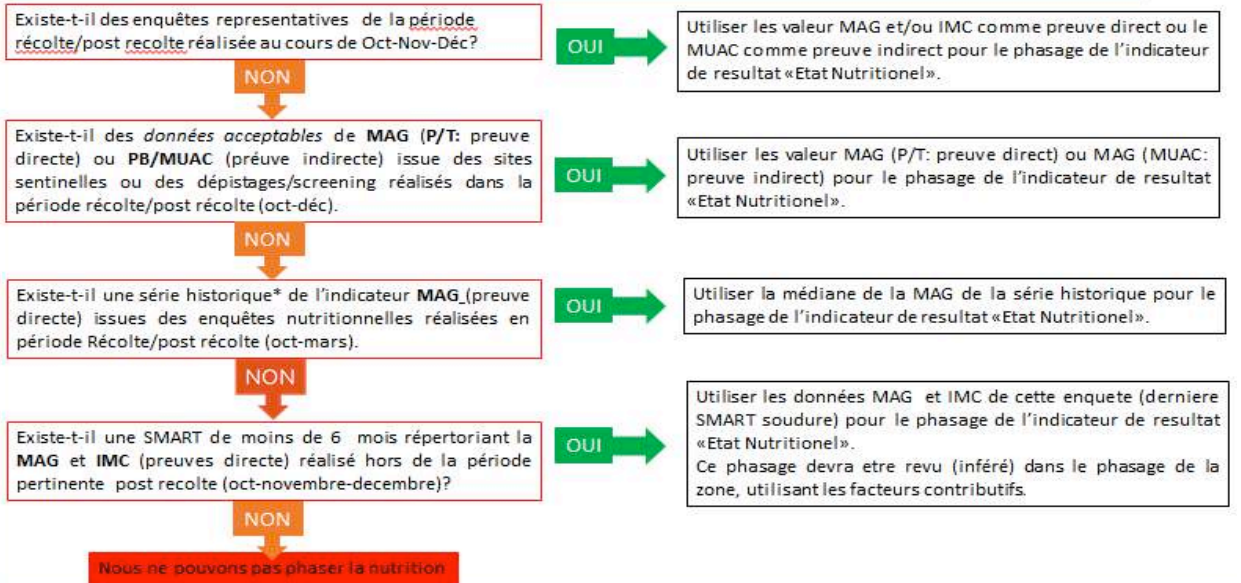 Existe-t-il des enquêtes representatives de la période
récolte/post recolte réalisée au cours de Oct-Nov-Déc?
OUI
Utiliser les valeur MAG et/ou IMC comme preuve direct ou le
MUAC comme preuve indirect pour le phasage de l'indicateur
de resultat «Etat Nutritionel».
NON
Existe-t-il des données acceptables de MAG (P/T: preuve
directe) ou PB/MUAC (préuve indirecte) issue des sites
sentinelles ou des dépistages/screening réalisés dans la
période récolte/post récolte (oct-déc).
OUI
Utiliser les valeur MAG (P/T: preuve direct) ou MAG (MUAC:
preuve indirect) pour le phasage de l'indicateur de resultat
«Etat Nutritionel».
NON
Existe-t-il une série historique* de l'indicateur MAG (preuve
directe) issues des enquêtes nutritionnelles réalisées en
période Récolte/post récolte (oct-mars).
OUI
Utiliser la médiane de la MAG de la série historique pour le
phasage de l'indicateur de resultat «Etat Nutritionel».
NON
Existe-t-il une SMART de moins de 6 mois répertoriant la
MAG et IMC (preuves directe) réalisé hors de la période
pertinente post recolte (oct-novembre-decembre)?
OUI
Utiliser les données MAG et IMC de cette enquete (derniere
SMART soudure) pour le phasage de l'indicateur de resultat
«Etat Nutritionel».
Ce phasage devra etre revu (inféré) dans le phasage de la
zone, utilisant les facteurs contributifs.
NON
Nous ne pouvons pas phaser la nutrition